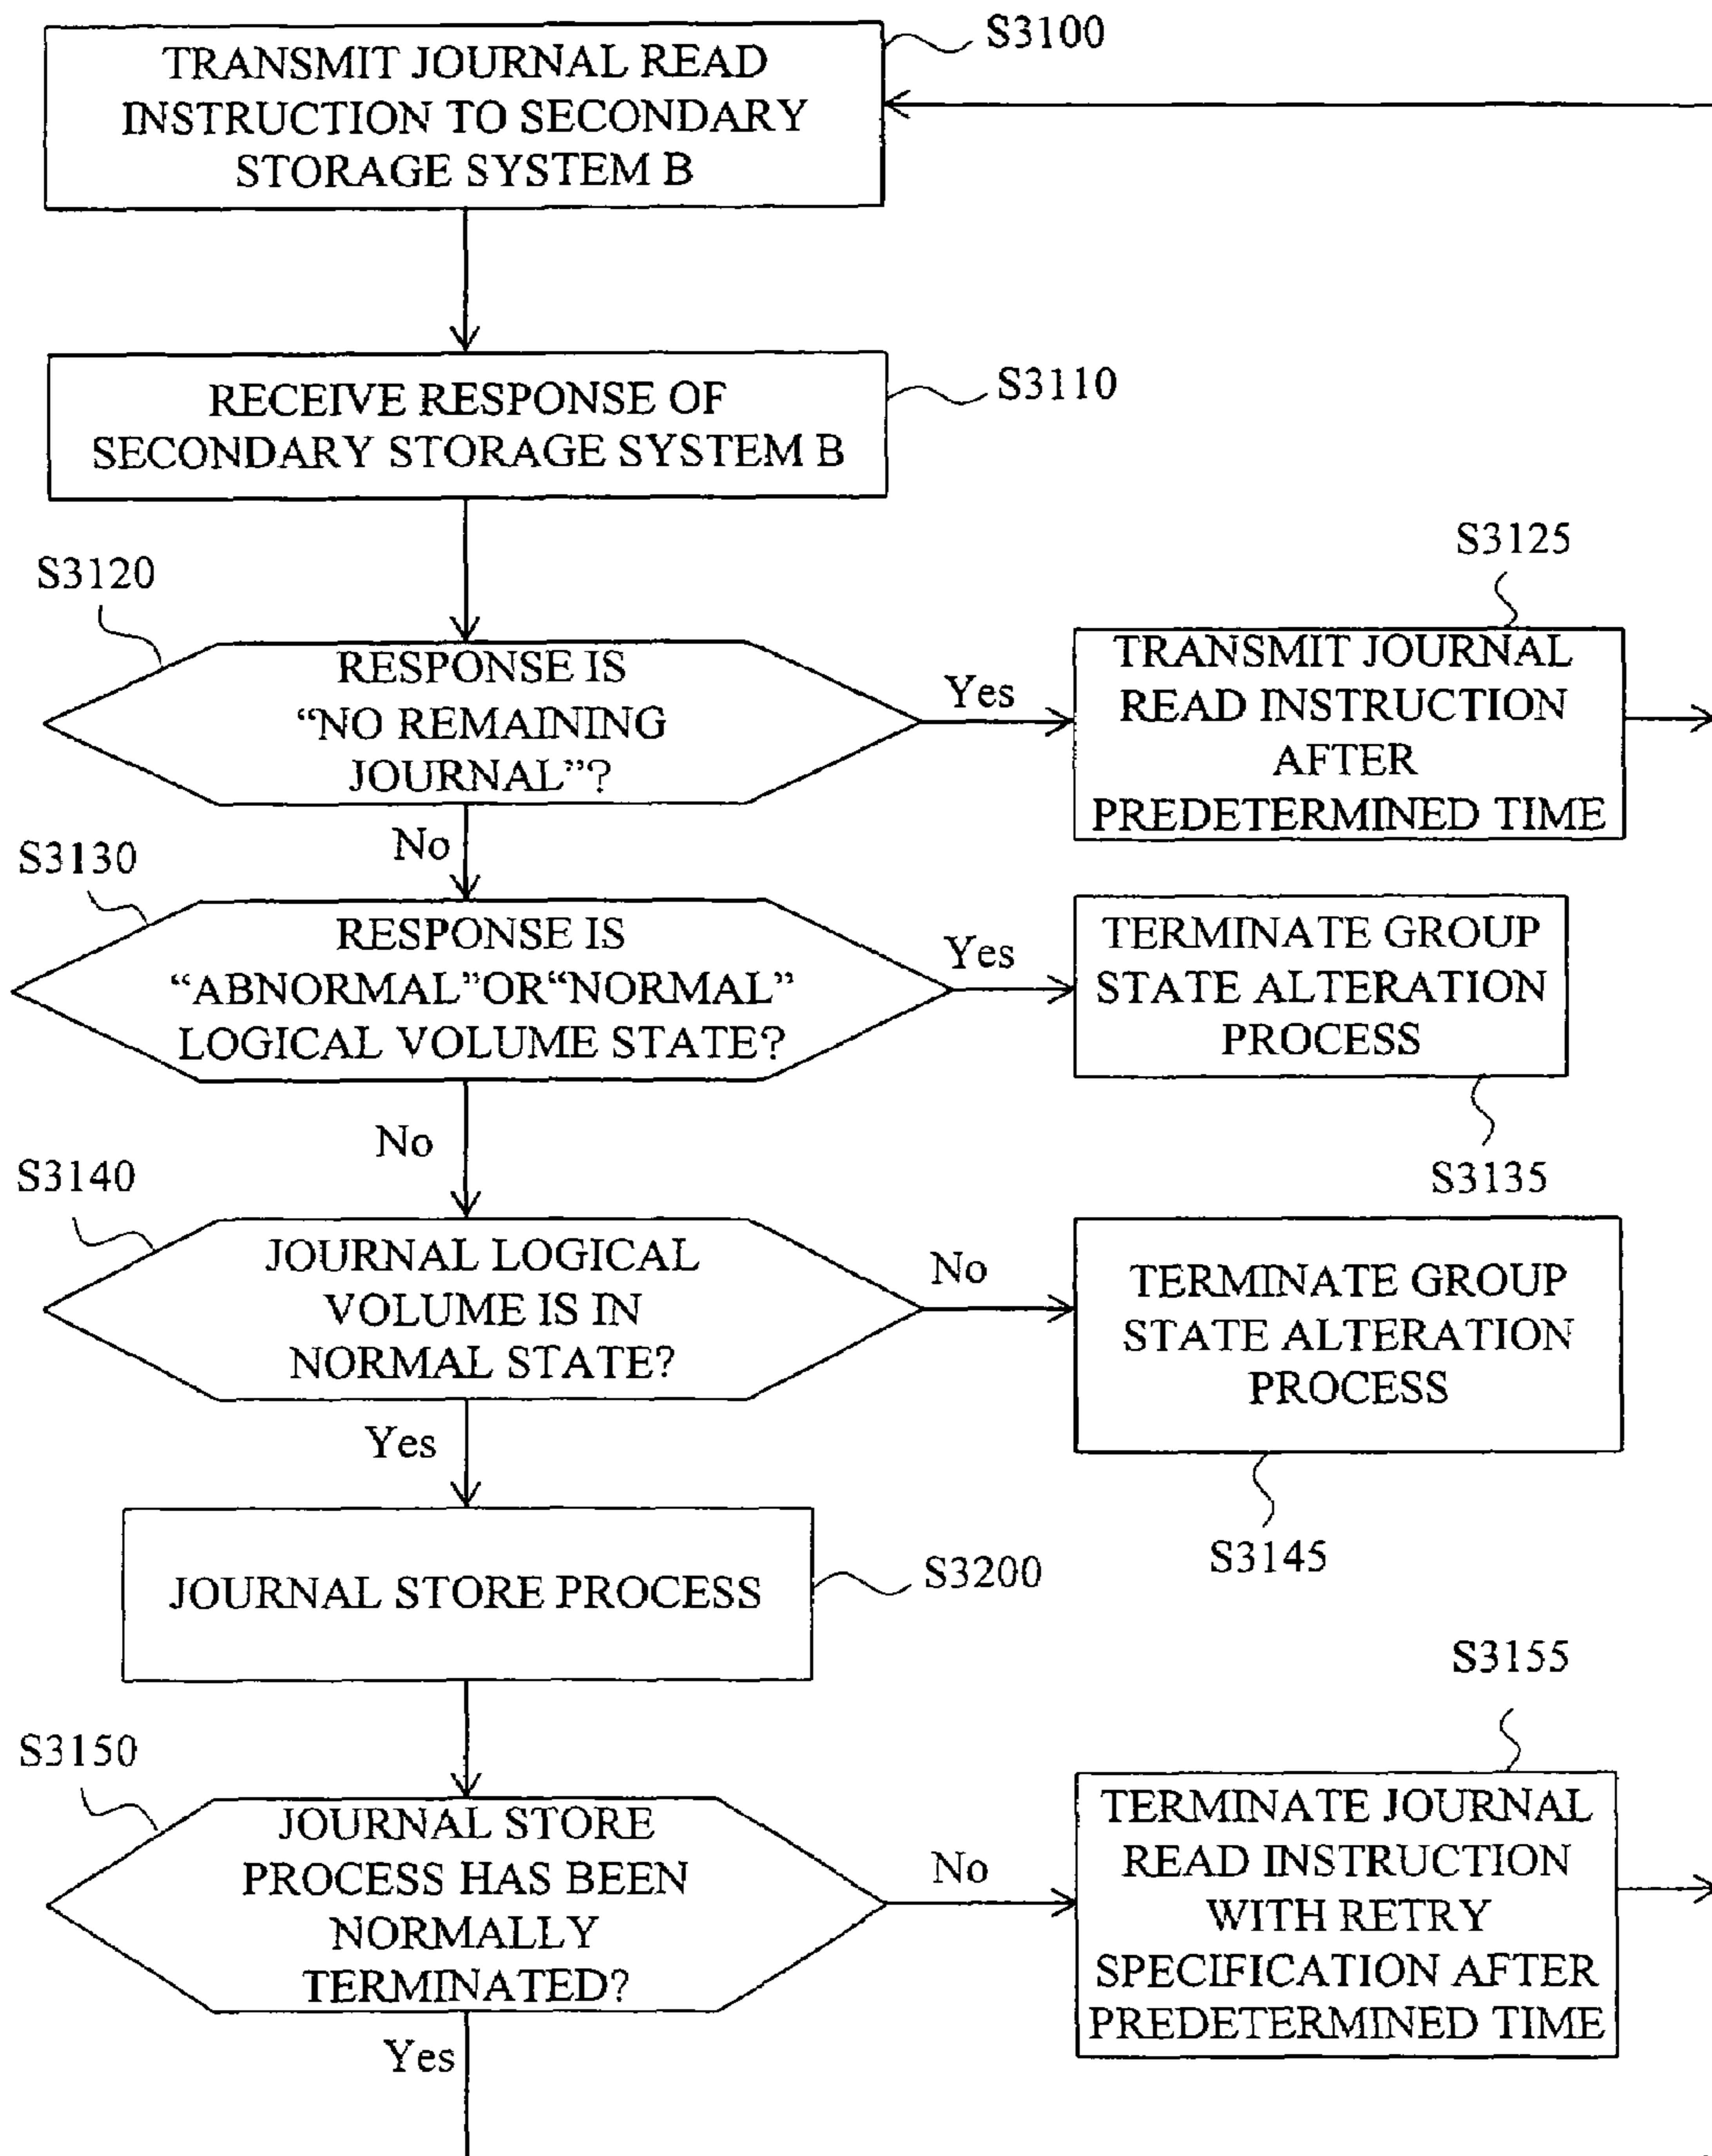 S3100
TRANSMIT JOURNAL READ
INSTRUCTION TO SECONDARY
STORAGE SYSTEM B
S3110
RECEIVE RESPONSE OF
SECONDARY STORAGE SYSTEM B
S3120
RESPONSE IS
“NO REMAINING
JOURNAL”?
Yes
S3125
TRANSMIT JOURNAL
READ INSTRUCTION
AFTER
PREDETERMINED TIME
No
S3130
RESPONSE IS
“ABNORMAL”OR“NORMAL”
LOGICAL VOLUME STATE?
Yes
TERMINATE GROUP
STATE ALTERATION
PROCESS
S3135
No
S3140
JOURNAL LOGICAL
VOLUME IS IN
NORMAL STATE?
No
TERMINATE GROUP
STATE ALTERATION
PROCESS
S3145
Yes
JOURNAL STORE PROCESS
S3200
S3150
JOURNAL STORE
PROCESS HAS BEEN
NORMALLY
TERMINATED?
No
S3155
TERMINATE JOURNAL
READ INSTRUCTION
WITH RETRY
SPECIFICATION AFTER
PREDETERMINED TIME
Yes